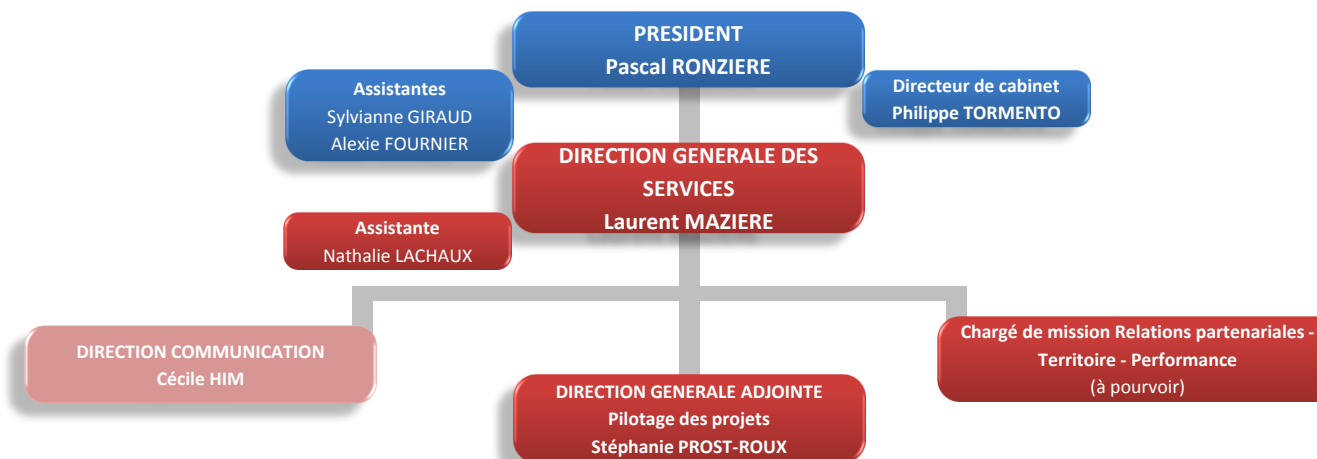 PRESIDENT
Pascal RONZIERE
Assistantes
Sylvianne GIRAUD
Alexie FOURNIER
Directeur de cabinet
Philippe TORMENTO
DIRECTION GENERALE DES
SERVICES
Laurent MAZIERE
Assistante
Nathalie LACHAUX
DIRECTION COMMUNICATION
Cécile HIM
DIRECTION GENERALE ADJOINTE
Pilotage des projets
Stéphanie PROST-ROUX
Chargé de mission Relations partenariales -
Territoire - Performance
(à pourvoir)